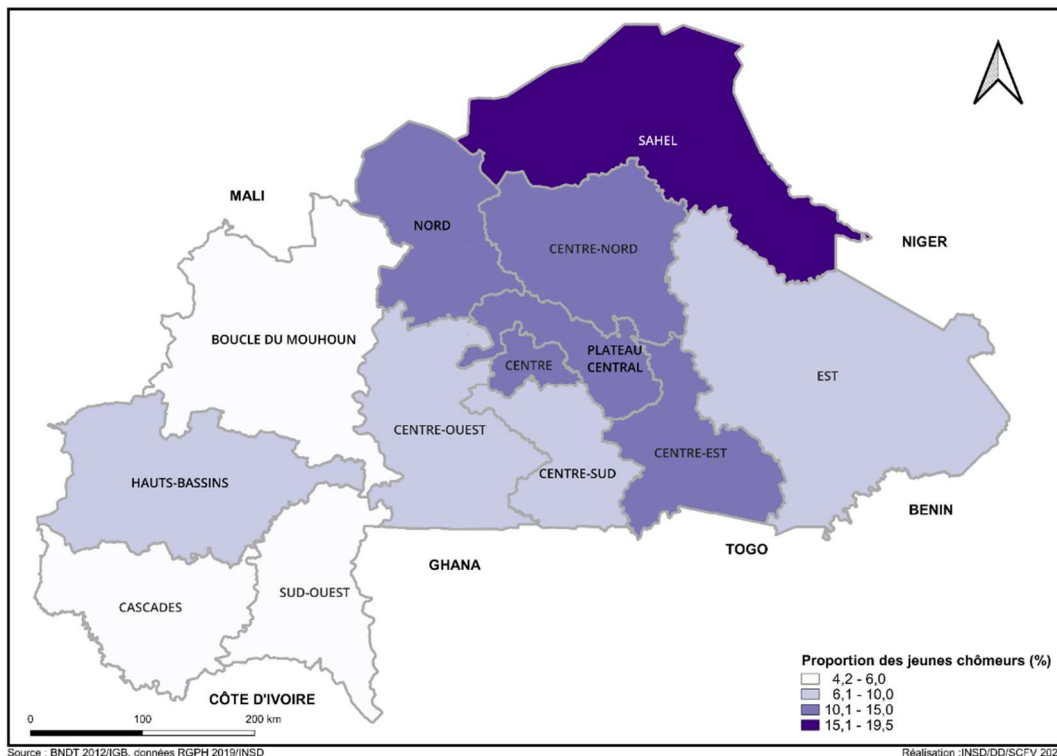 SAHEL
MALI
NORD
NIGER
CENTRE-NORD
BOUCLE DU MOUHOUN
PLATEAU
CENTRAL
CENTRE
EST
CENTRE-OUEST
CENTRE-EST
CENTRE-SUD
HAUTS-BASSINS
BENIN
TOGO
GHANA
SUD-OUEST
CASCADES
CÔTE D'IVOIRE
Proportion des jeunes chômeurs (%)
4,2 - 6,0
6,1 - 10,0
10,1 - 15,0
15,1 - 19,5
0 100 200 km
Source : BNDT 2012/IGB, données RGPH 2019/INSD
Réalisation :INSD/DD/SCFV